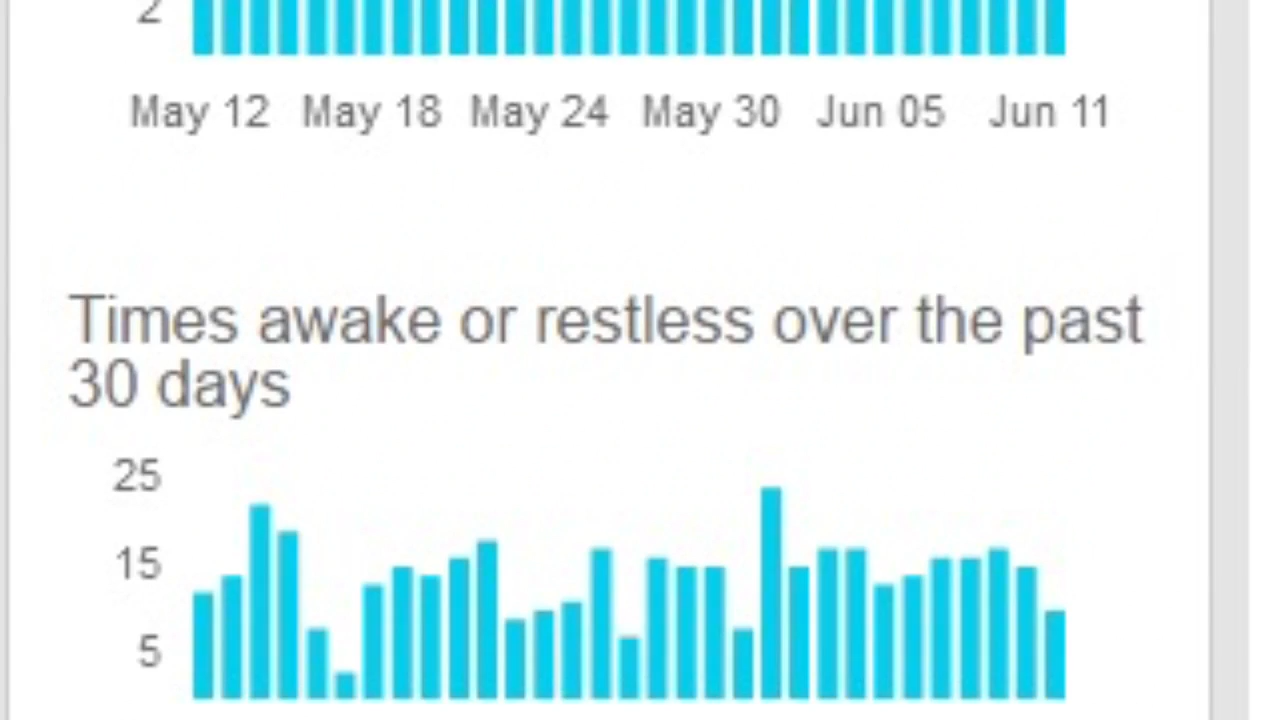 2
May 12 May 18 May 24 May 30 Jun 05 Jun 11
Times awake or restless over the past
30 days
25
15
5